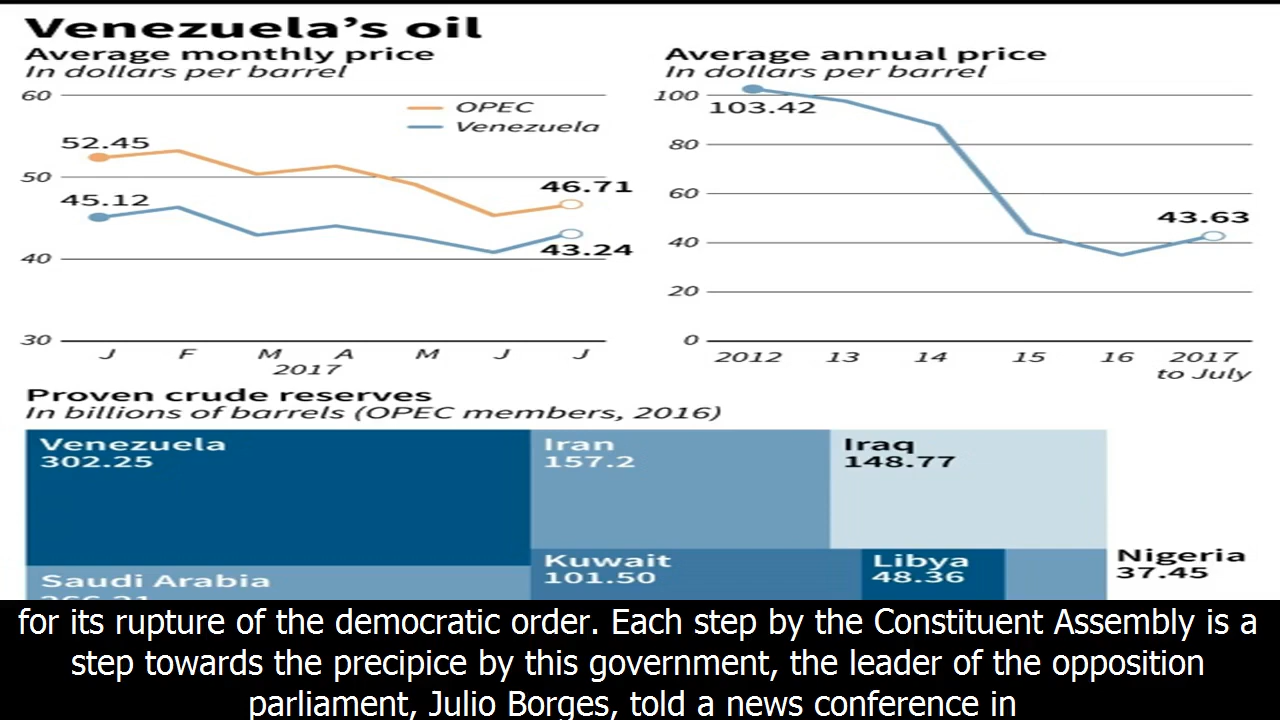 Venezuela's oil
Average monthly price
In dollars per barrel
60
OPEC
Venezuela
52.45
50
45.12
46.71
43.24
40
30
J F M A M J J
2017
Average annual price
In dollars per barrel
100
103.42
80
60
43.63
40
20
0
2012 13 14 15 16 2017
to July
Proven crude reserves
In billions of barrels (OPEC members, 2016)
Venezuela
302.25
Iran
157.2
Iraq
148.77
Saudi Arabia
Kuwait
101.50
Libya
48.36
Nigeria
37.45
for its rupture of the democratic order. Each step by the Constituent Assembly is a
step towards the precipice by this government, the leader of the opposition
parliament, Julio Borges, told a news conference in